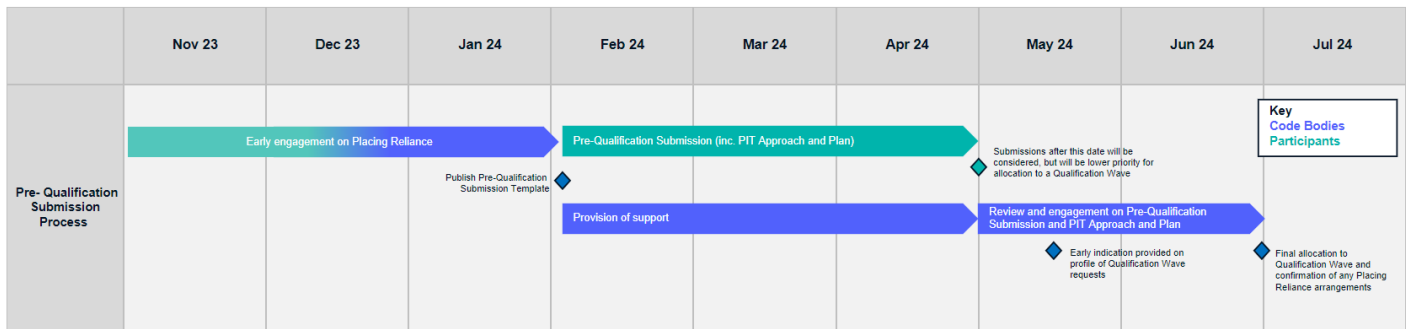 Nov 23
Dec 23
Jan 24
Feb 24
Mar 24
Apr 24
May 24
Jun 24
Jul 24
Pre- Qualification
Submission
Process
Early engagement on Placing Reliance
Pre-Qualification Submission (inc. PIT Approach and Plan)
Publish Pre-Qualification
Submission Template
Submissions after this date will be
considered, but will be lower priority for
allocation to a Qualification Wave
Key
Code Bodies
Participants
Provision of support
Review and engagement on Pre-Qualification
Submission and PIT Approach and Plan
Early indication provided on
profile of Qualification Wave
requests
Final allocation to
Qualification Wave and
confirmation of any Placing
Reliance arrangements